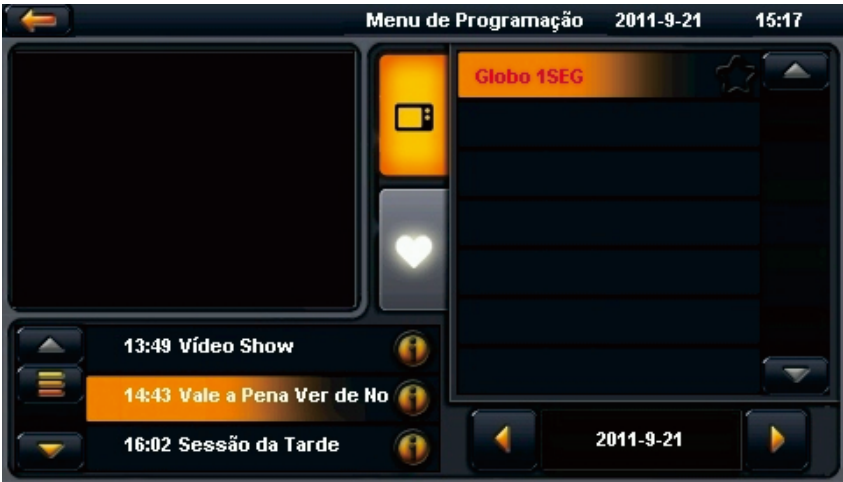 Menu de Programação 2011-9-21 15:17
Globo 1SEG
13:49 Vídeo Show
14:43 Vale a Pena Ver de No
16:02 Sessão da Tarde
2011-9-21